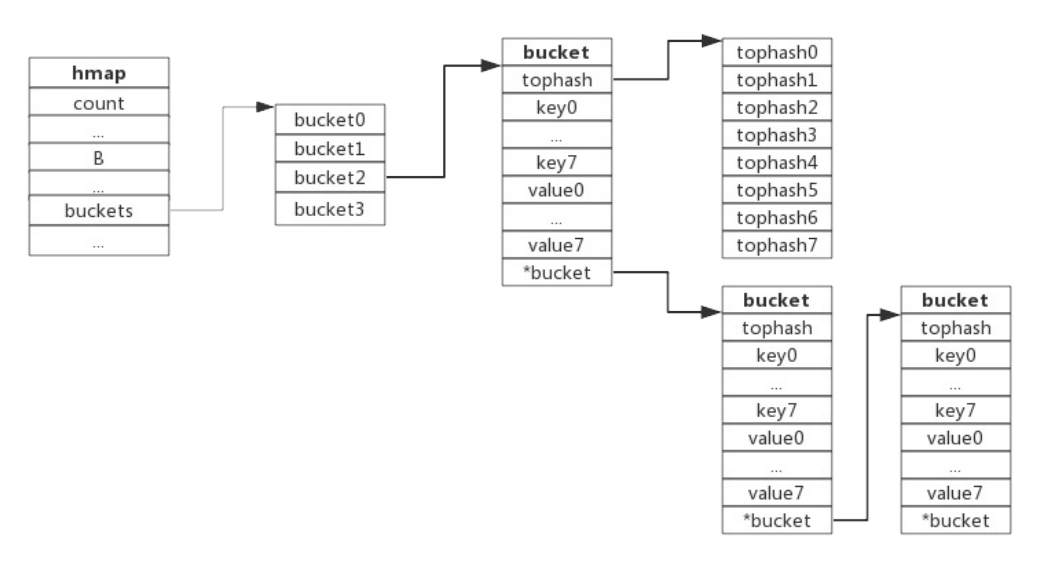 hmap
count
...
B
...
buckets
...
bucket0
bucket1
bucket2
bucket3
bucket
tophash
key0
...
key7
value0
...
value7
*bucket
tophash0
tophash1
tophash2
tophash3
tophash4
tophash5
tophash6
tophash7
bucket
tophash
key0
...
key7
value0
...
value7
*bucket
bucket
tophash
key0
...
key7
value0
...
value7
*bucket